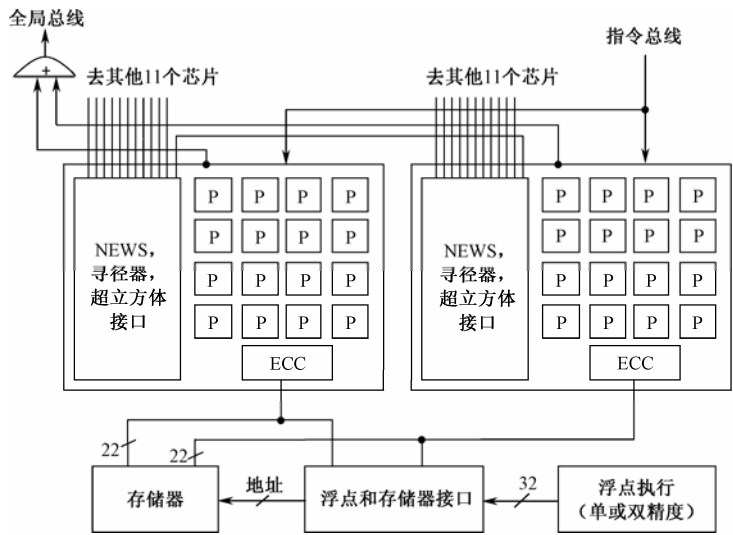 全局总线
+
去其他11个芯片
去其他11个芯片
指令总线
NEWS，
寻径器，
超立方体
接口
P P P P
P P P P
P P P P
P P P P
ECC
NEWS，
寻径器，
超立方体
接口
P P P P
P P P P
P P P P
P P P P
ECC
22
22
存储器
地址
浮点和存储器接口
32
浮点执行
（单或双精度）